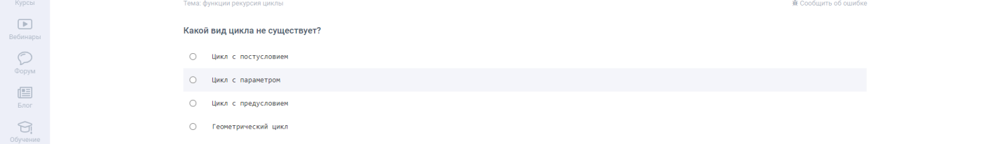 Курсы
Тема: функции рекурсия циклы
Сообщить об ошибке
Какой вид цикла не существует?
Вебинары
Цикл с постусловием
Форум
Цикл с параметром
Блог
Цикл с предусловием
Геометрический цикл
Обучение